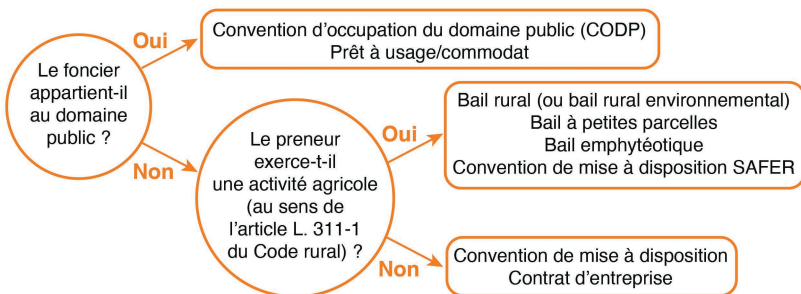 Le foncier
appartient-il
au domaine
public ?
Oui
Convention d’occupation du domaine public (CODP)
Prêt à usage/commodat
Non
Le preneur
exerce-t-il
une activité agricole
(au sens de
l’article L. 311-1
du Code rural) ?
Oui
Bail rural (ou bail rural environnemental)
Bail à petites parcelles
Bail emphytéotique
Convention de mise à disposition SAFER
Non
Convention de mise à disposition
Contrat d’entreprise